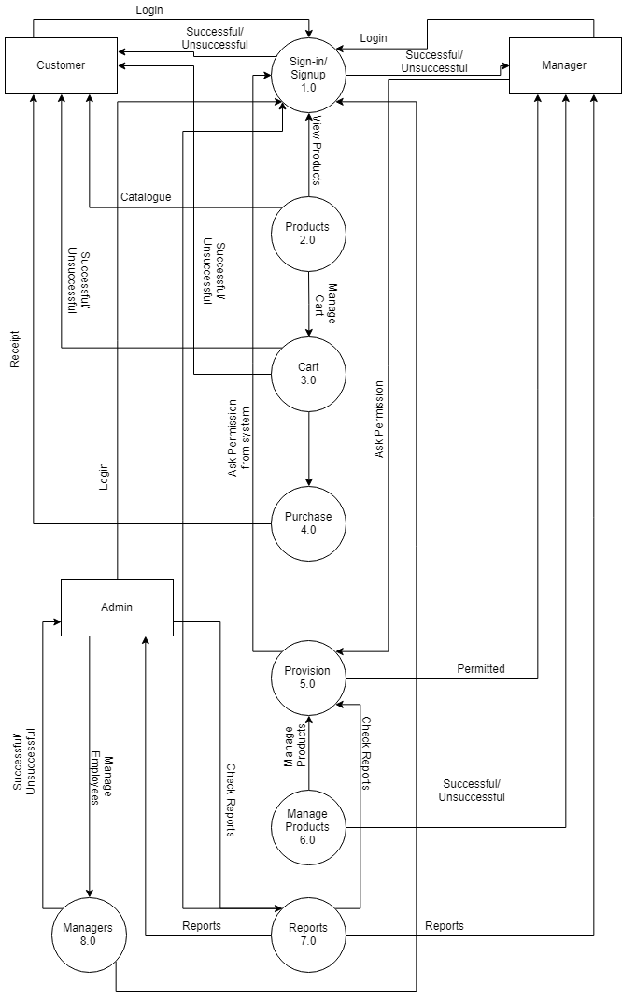 Login
Successful/
Unsuccessful
Login
Customer
Sign-in/
Signup
1.0
Successful/
Unsuccessful
Manager
View Products
Catalogue
Products
2.0
Successful/
Unsuccessful
Successful/
Unsuccessful
Manage
Cart
Receipt
Cart
3.0
Ask Permission
from system
Ask Permission
Login
Purchase
4.0
Admin
Provision
5.0
Permitted
Successful/
Unsuccessful
Manage
Employees
Check Reports
Manage
Products
Check Reports
Manage
Products
6.0
Successful/
Unsuccessful
Managers
8.0
Reports
Reports
7.0
Reports